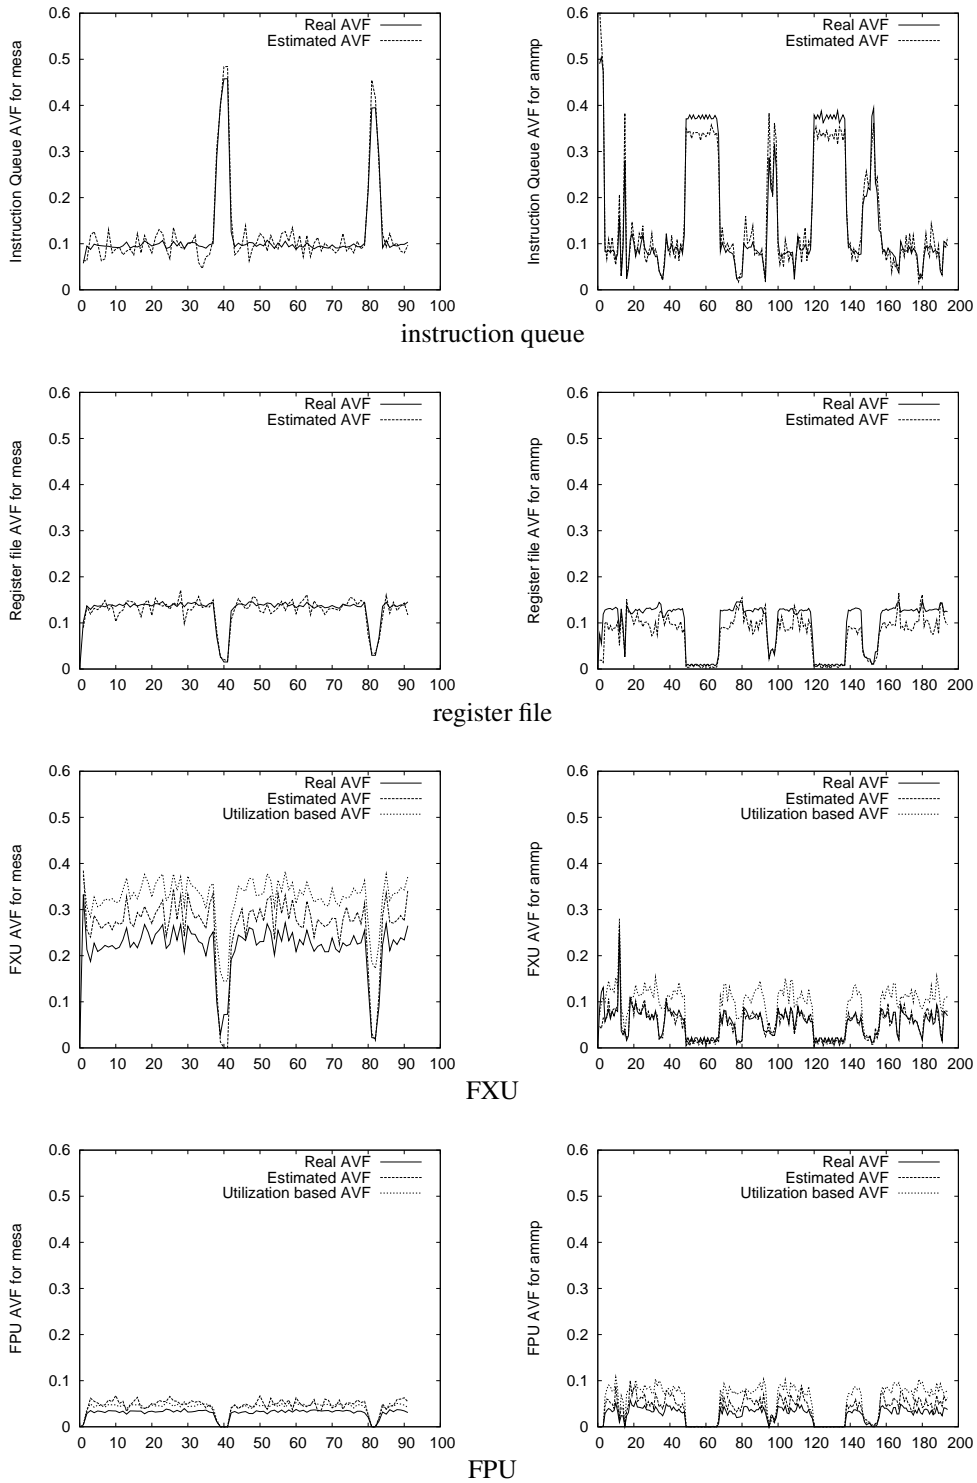 Instruction Queue AVF for mesa
0.6
0.5
0.4
0.3
0.2
0.1
0
Real AVF
Estimated AVF
0 10 20 30 40 50 60 70 80 90 100
Instruction Queue AVF for ammp
0.6
0.5
0.4
0.3
0.2
0.1
0
Real AVF
Estimated AVF
0 20 40 60 80 100 120 140 160 180 200
instruction queue
Register file AVF for mesa
0.6
0.5
0.4
0.3
0.2
0.1
0
Real AVF
Estimated AVF
0 10 20 30 40 50 60 70 80 90 100
Register file AVF for ammp
0.6
0.5
0.4
0.3
0.2
0.1
0
Real AVF
Estimated AVF
0 20 40 60 80 100 120 140 160 180 200
register file
FXU AVF for mesa
0.6
0.5
0.4
0.3
0.2
0.1
0
Real AVF
Estimated AVF
Utilization based AVF
0 10 20 30 40 50 60 70 80 90 100
FXU AVF for ammp
0.6
0.5
0.4
0.3
0.2
0.1
0
Real AVF
Estimated AVF
Utilization based AVF
0 20 40 60 80 100 120 140 160 180 200
FXU
FPU AVF for mesa
0.6
0.5
0.4
0.3
0.2
0.1
0
Real AVF
Estimated AVF
Utilization based AVF
0 10 20 30 40 50 60 70 80 90 100
FPU AVF for ammp
0.6
0.5
0.4
0.3
0.2
0.1
0
Real AVF
Estimated AVF
Utilization based AVF
0 20 40 60 80 100 120 140 160 180 200
FPU